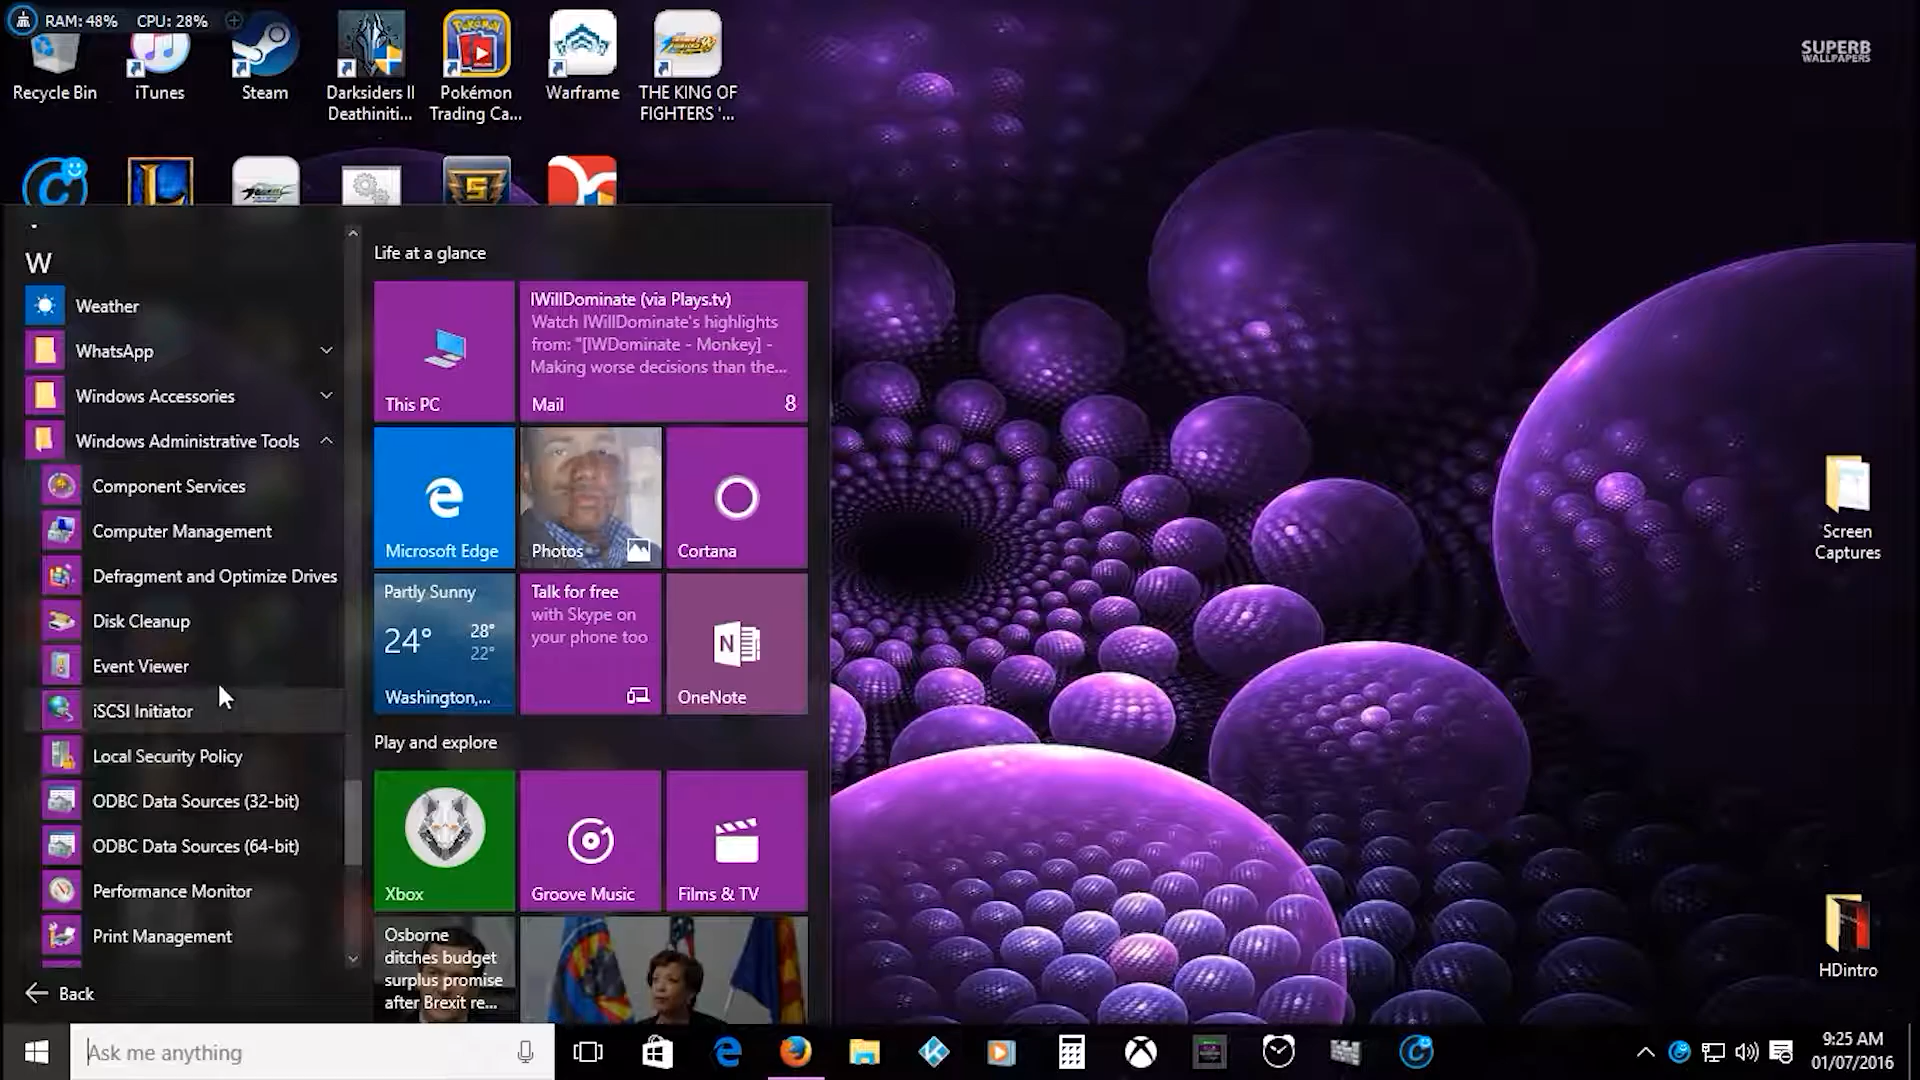 RAM: 48% CPU: 28%
Recycle Bin
iTunes
Steam
Darksiders II
Deathiniti...
Pokémon
Trading Ca...
Warframe
THE KING OF
FIGHTERS '...
SUPERB
WALLPAPERS
W
Weather
WhatsApp
Windows Accessories
Windows Administrative Tools
Component Services
Computer Management
Defragment and Optimize Drives
Disk Cleanup
Event Viewer
iSCSI Initiator
Local Security Policy
ODBC Data Sources (32-bit)
ODBC Data Sources (64-bit)
Performance Monitor
Print Management
Back
Life at a glance
This PC
IWillDominate (via Plays.tv)
Watch IWillDominate's highlights
from: "[IWDominate - Monkey] -
Making worse decisions than the...
Mail 8
Microsoft Edge
Photos
Cortana
Partly Sunny
24° 28°
22°
Washington,...
Talk for free
with Skype on
your phone too
OneNote
Play and explore
Xbox
Groove Music
Films & TV
Osborne
ditches budget
surplus promise
after Brexit re...
Screen
Captures
HDintro
Ask me anything
9:25 AM
01/07/2016